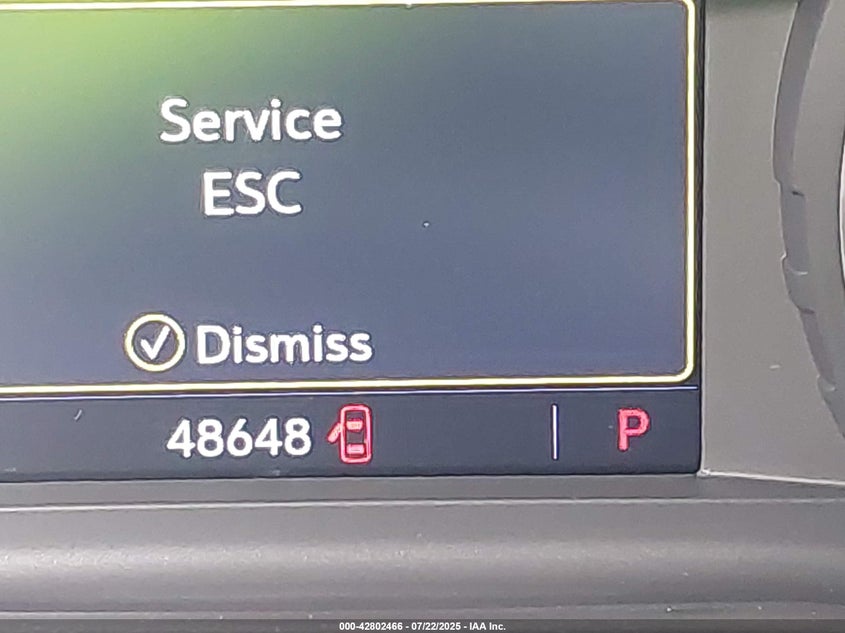 Service
ESC
Dismiss
48648
P
000-42802466 - 07/22/2025 - IAA Inc.